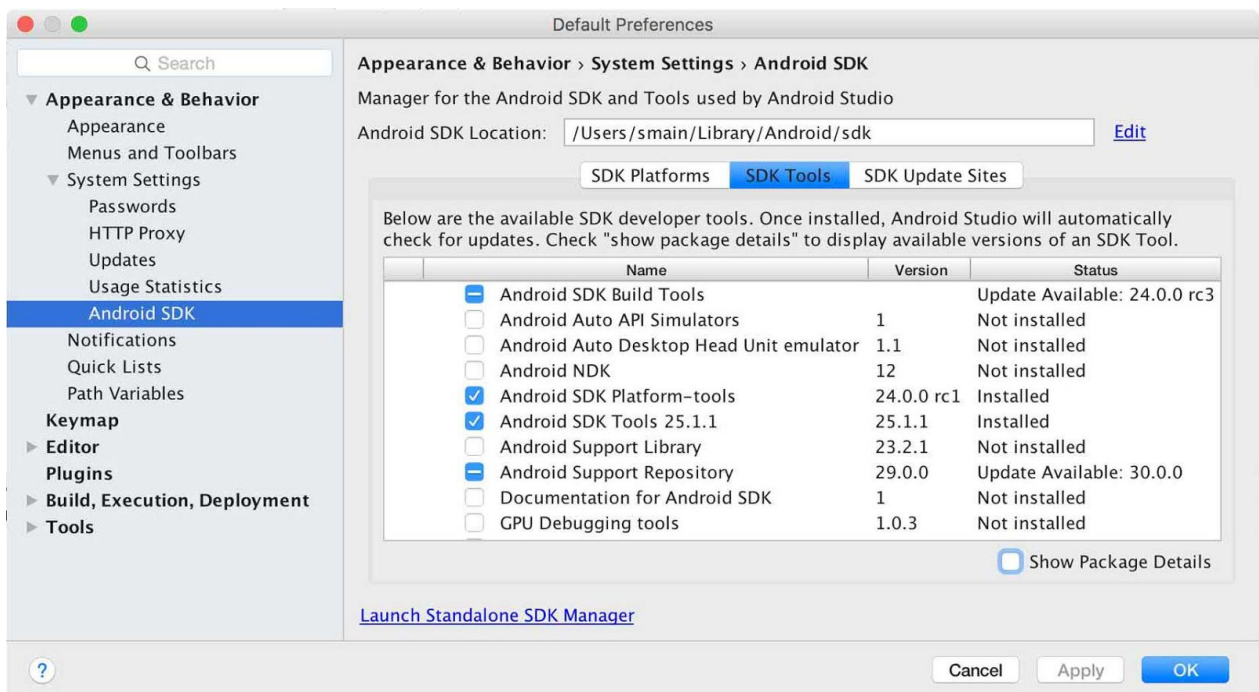 Default Preferences
Search
Appearance & Behavior
Appearance
Menus and Toolbars
System Settings
Passwords
HTTP Proxy
Updates
Usage Statistics
Android SDK
Notifications
Quick Lists
Path Variables
Keymap
Editor
Plugins
Build, Execution, Deployment
Tools
Appearance & Behavior › System Settings › Android SDK
Manager for the Android SDK and Tools used by Android Studio
Android SDK Location: /Users/smain/Library/Android/sdk Edit
SDK Platforms SDK Tools SDK Update Sites
Below are the available SDK developer tools. Once installed, Android Studio will automatically
check for updates. Check "show package details" to display available versions of an SDK Tool.
Name Version Status
Android SDK Build Tools Update Available: 24.0.0 rc3
Android Auto API Simulators 1 Not installed
Android Auto Desktop Head Unit emulator 1.1 Not installed
Android NDK 12 Not installed
Android SDK Platform-tools 24.0.0 rc1 Installed
Android SDK Tools 25.1.1 25.1.1 Installed
Android Support Library 23.2.1 Not installed
Android Support Repository 29.0.0 Update Available: 30.0.0
Documentation for Android SDK 1 Not installed
GPU Debugging tools 1.0.3 Not installed
Show Package Details
Launch Standalone SDK Manager
? Cancel Apply OK